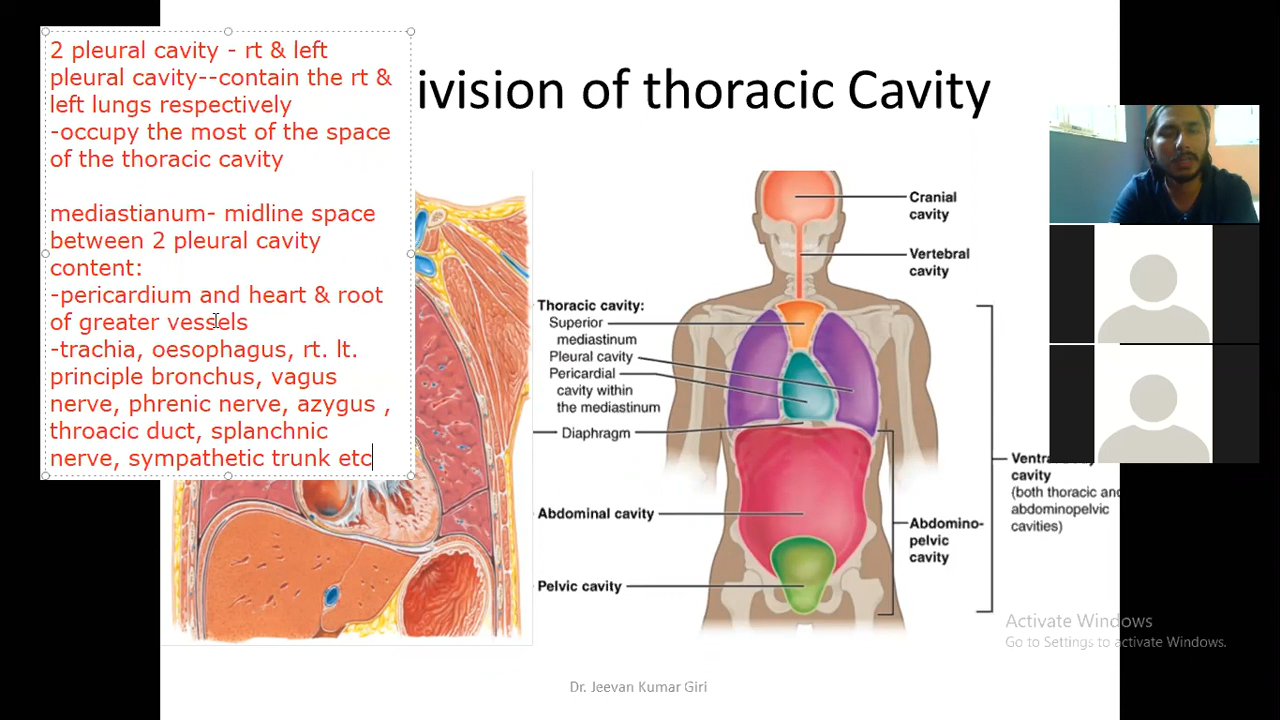 2 pleural cavity - rt & left
pleural cavity--contain the rt &
left lungs respectively
-occupy the most of the space
of the thoracic cavity
mediastianum- midline space
between 2 pleural cavity
content:
-pericardium and heart & root
of greater vessels
-trachia, oesophagus, rt. lt.
principle bronchus, vagus
nerve, phrenic nerve, azygus ,
throacic duct, splanchnic
nerve, sympathetic trunk etc
ivision of thoracic Cavity
Cranial
cavity
Vertebral
cavity
Thoracic cavity:
Superior
mediastinum
Pleural cavity
Pericardial
cavity within
the mediastinum
Diaphragm
Abdominal cavity
Pelvic cavity
Abdomino-
pelvic
cavity
cavity
(both thoracic and
abdominopelvic
cavities)
Activate Windows
Go to Settings to activate Windows.
Dr. Jeevan Kumar Giri